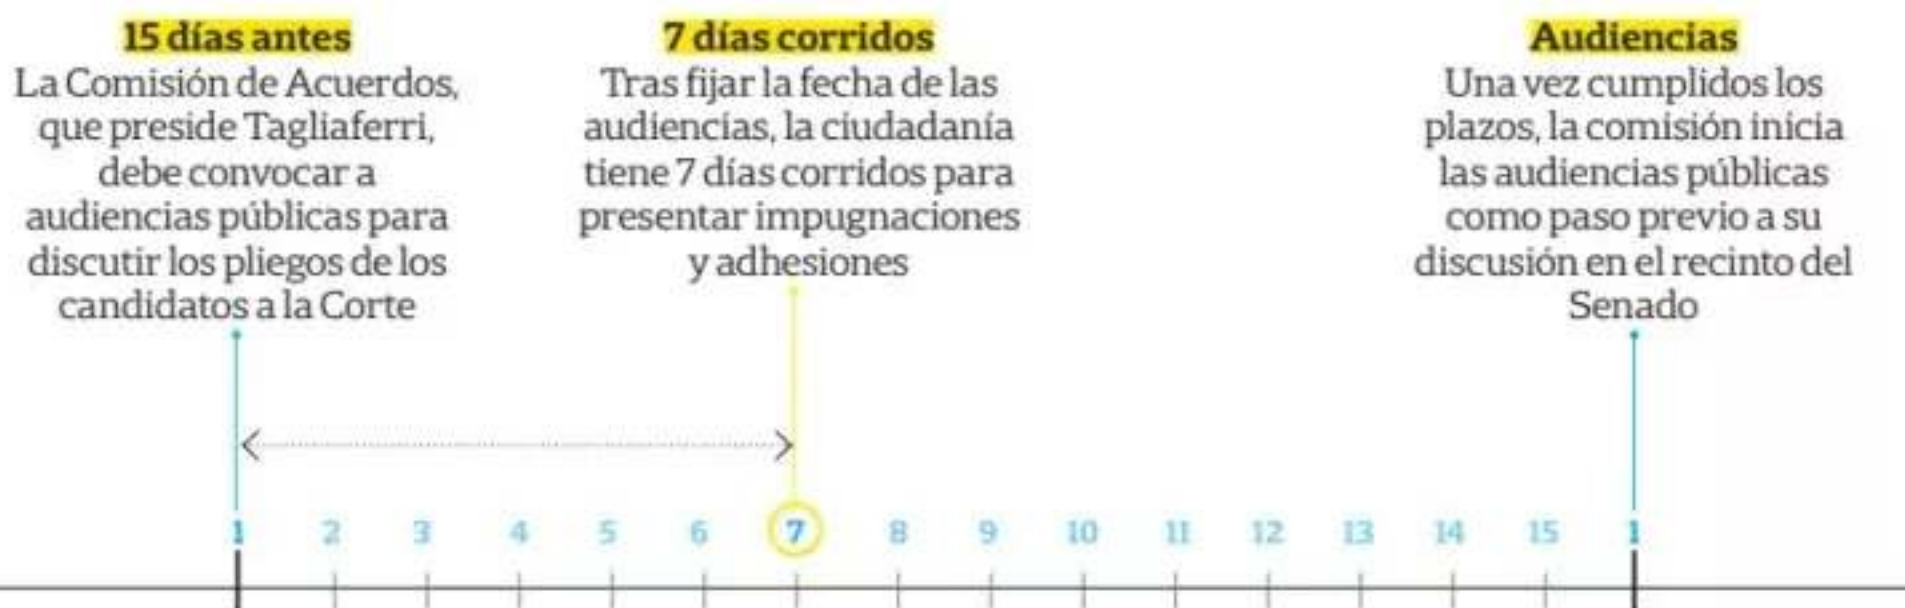 15 días antes
La Comisión de Acuerdos,
que preside Tagliaferri,
debe convocar a
audiencias públicas para
discutir los pliegos de los
candidatos a la Corte
7 días corridos
Tras fijar la fecha de las
audiencias, la ciudadanía
tiene 7 días corridos para
presentar impugnaciones
y adhesiones
Audiencias
Una vez cumplidos los
plazos, la comisión inicia
las audiencias públicas
como paso previo a su
discusión en el recinto del
Senado
1 2 3 4 5 6 7 8 9 10 11 12 13 14 15 1